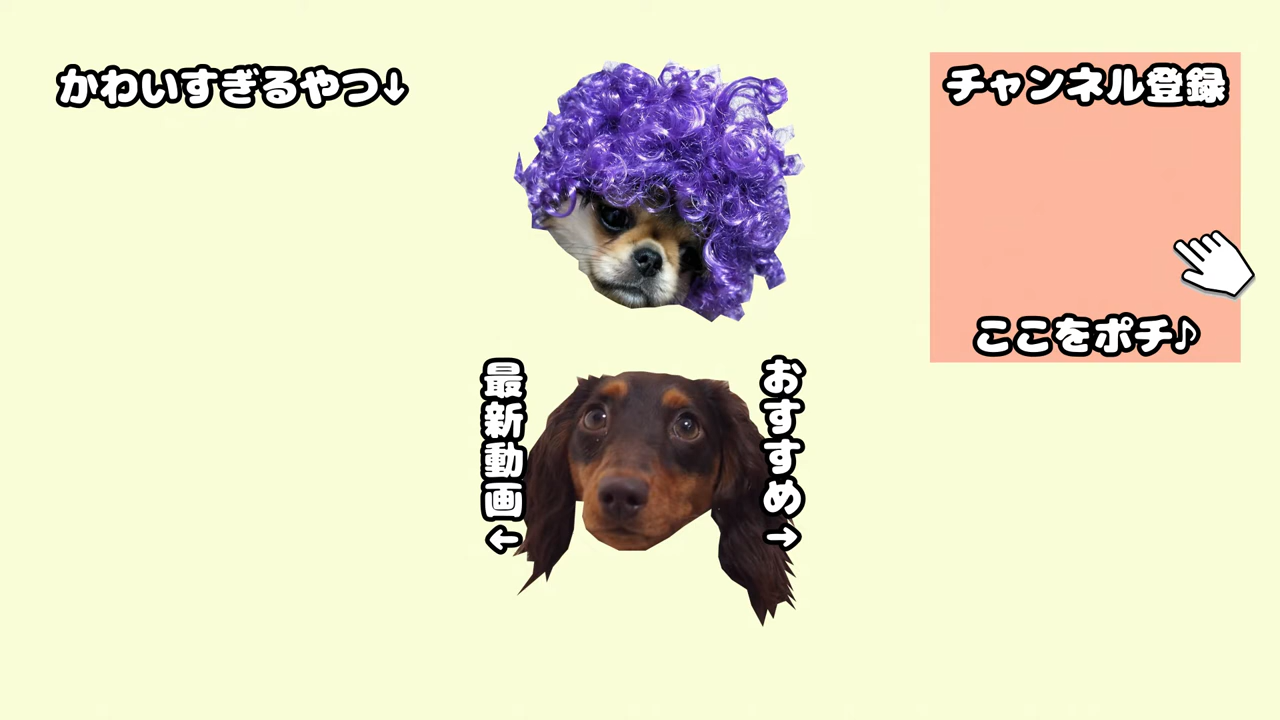 かわいすぎるやつ↓
チャンネル登録
ここをポチ♪
最新動画←
おすすめ→